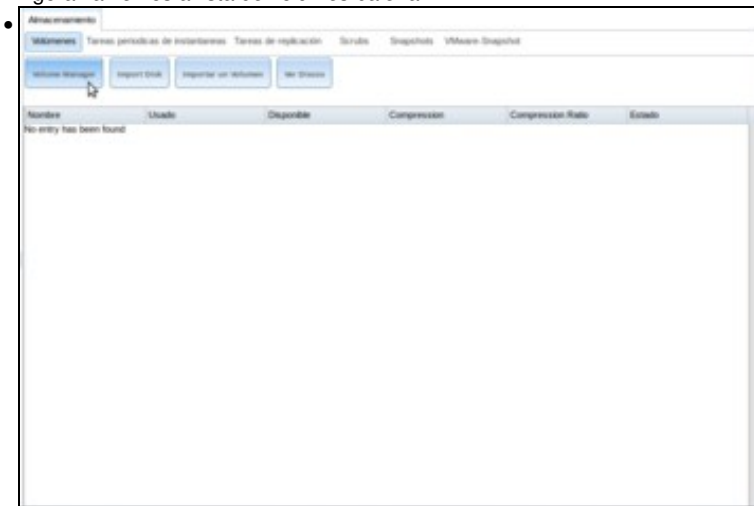 Almacenamiento
Volúmenes Tareas periódicas de instantaneas Tareas de replicación Scrubs Snapshots VMware-Snapshot
Volume Manager Import Disk Importar un Volumen Ver Discos
Nombre Usado Disponible Compression Compression Ratio Estado
No entry has been found